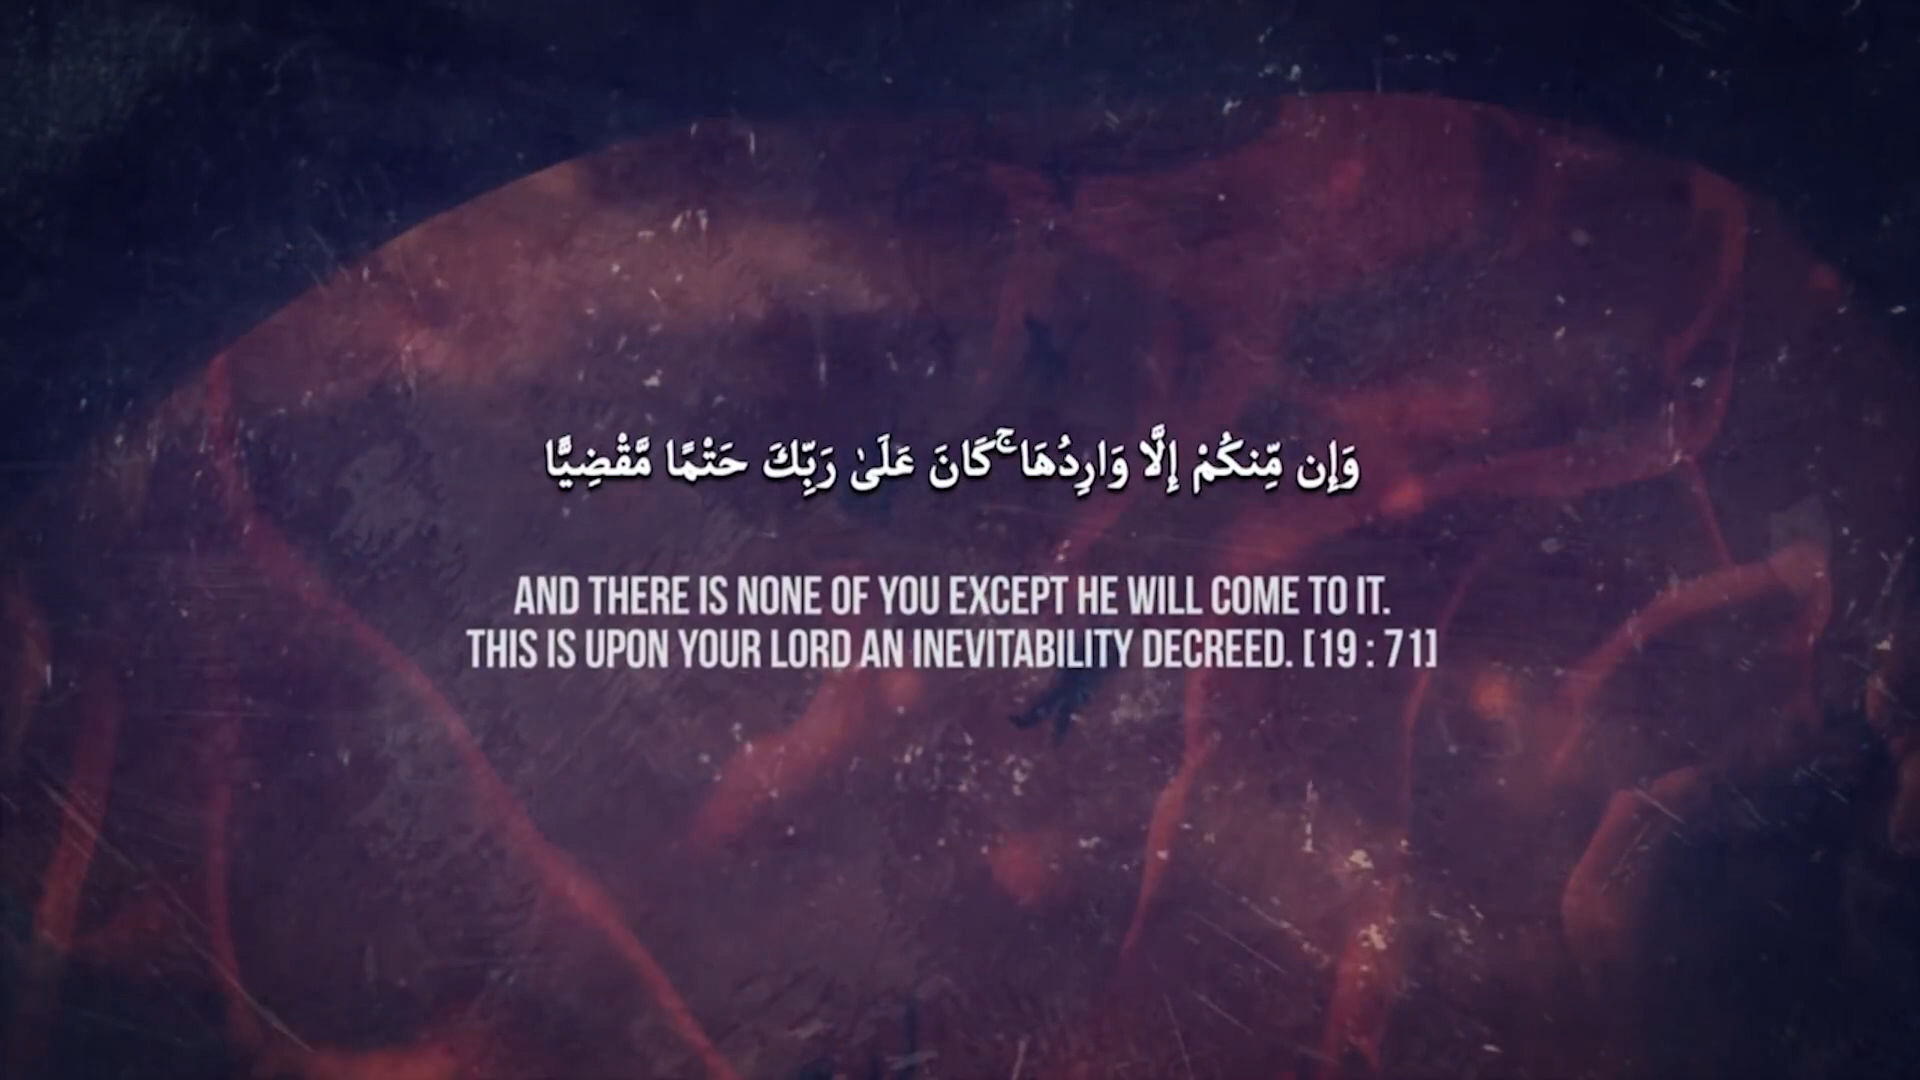 وَإِن مِّنكُمْ إِلَّا وَارِدُهَا ۚ كَانَ عَلَىٰ رَبِّكَ حَتْمًا مَّقْضِيًّا
AND THERE IS NONE OF YOU EXCEPT HE WILL COME TO IT.
THIS IS UPON YOUR LORD AN INEVITABILITY DECREED. [19 : 71]